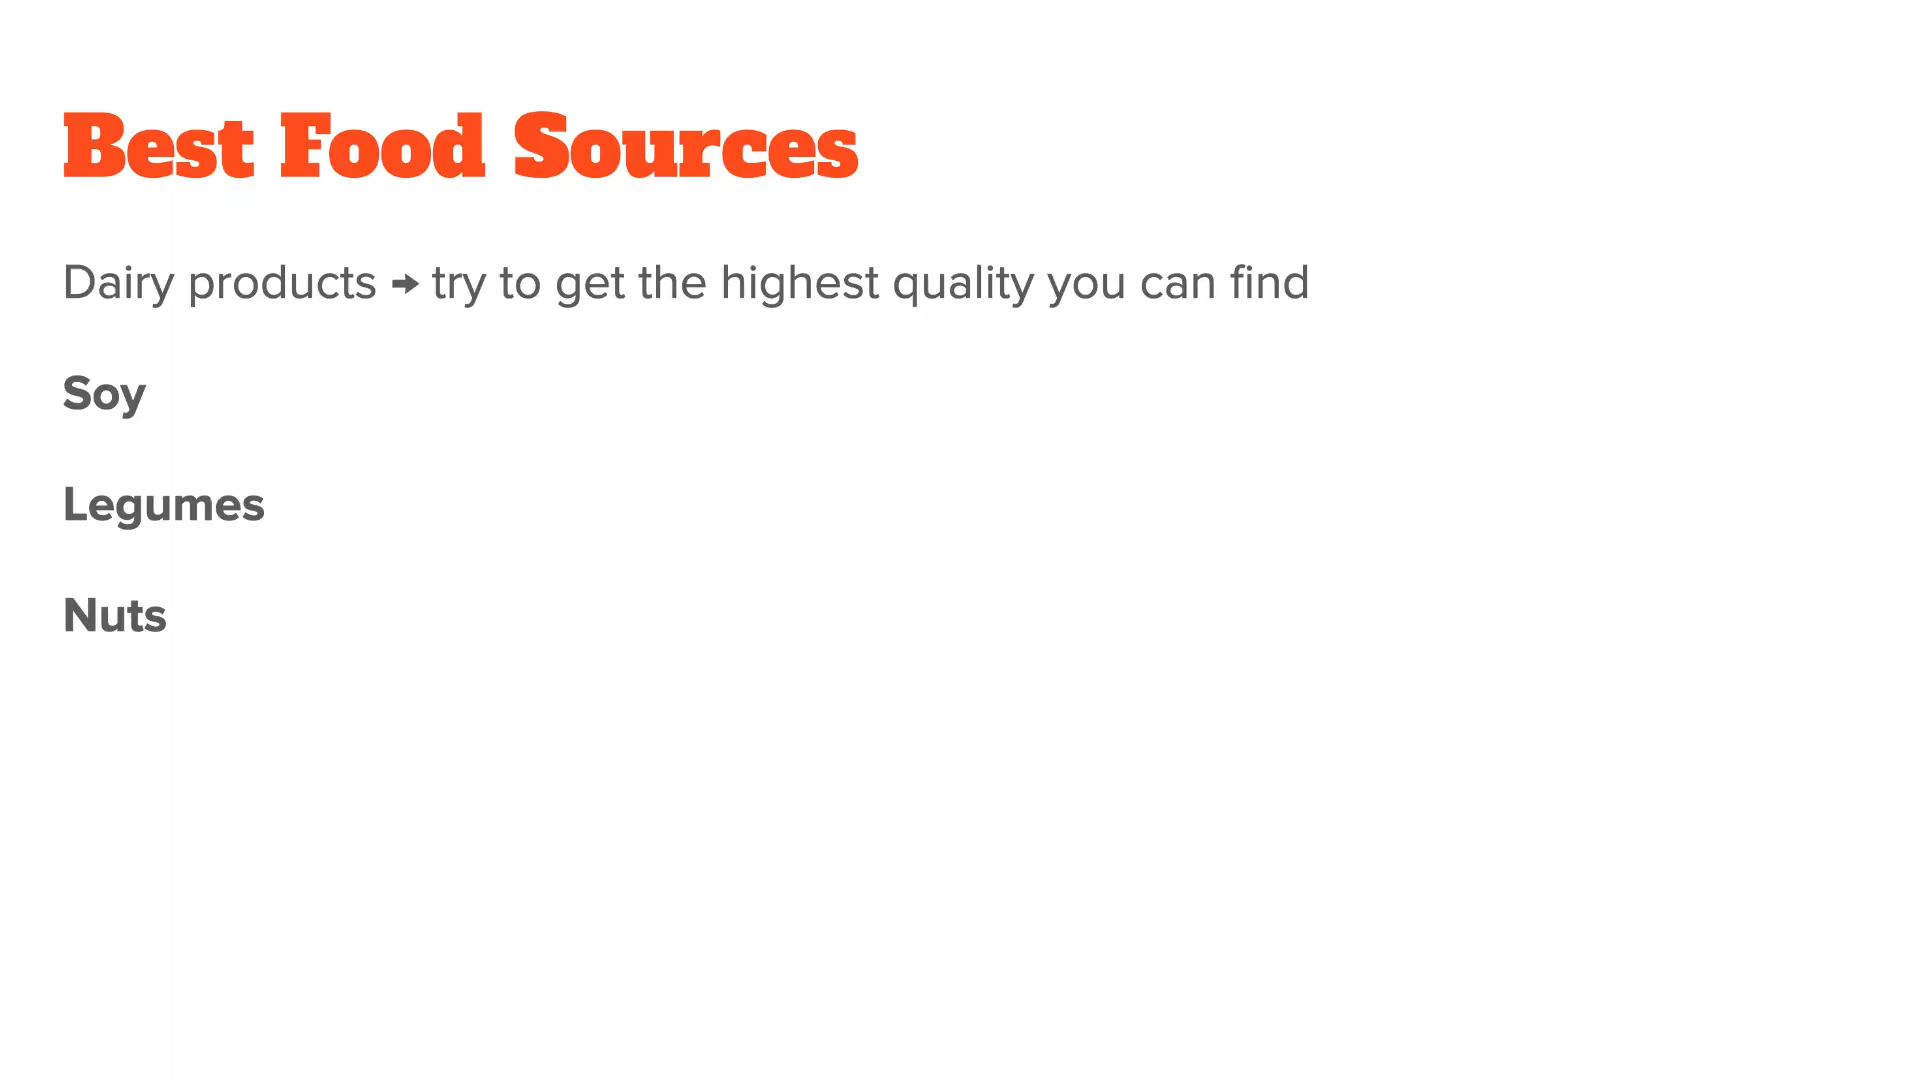 Best Food Sources
Dairy products → try to get the highest quality you can find
Soy
Legumes
Nuts